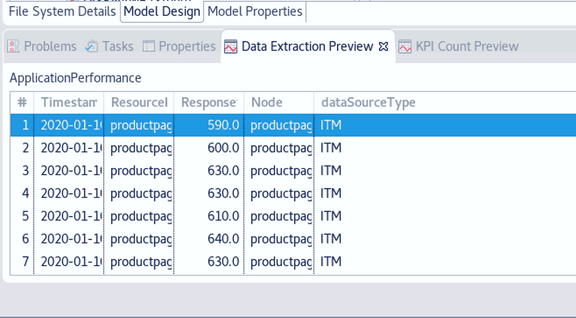 File System Details Model Design Model Properties
Problems Tasks Properties Data Extraction Preview KPI Count Preview
ApplicationPerformance
# Timestar Resourcel Response Node dataSourceType
1 2020-01-1 productpag 590.0 productpag ITM
2 2020-01-1 productpag 600.0 productpag ITM
3 2020-01-1 productpag 630.0 productpag ITM
4 2020-01-1 productpag 630.0 productpag ITM
5 2020-01-1 productpag 610.0 productpag ITM
6 2020-01-1 productpag 640.0 productpag ITM
7 2020-01-1 productpag 630.0 productpag ITM